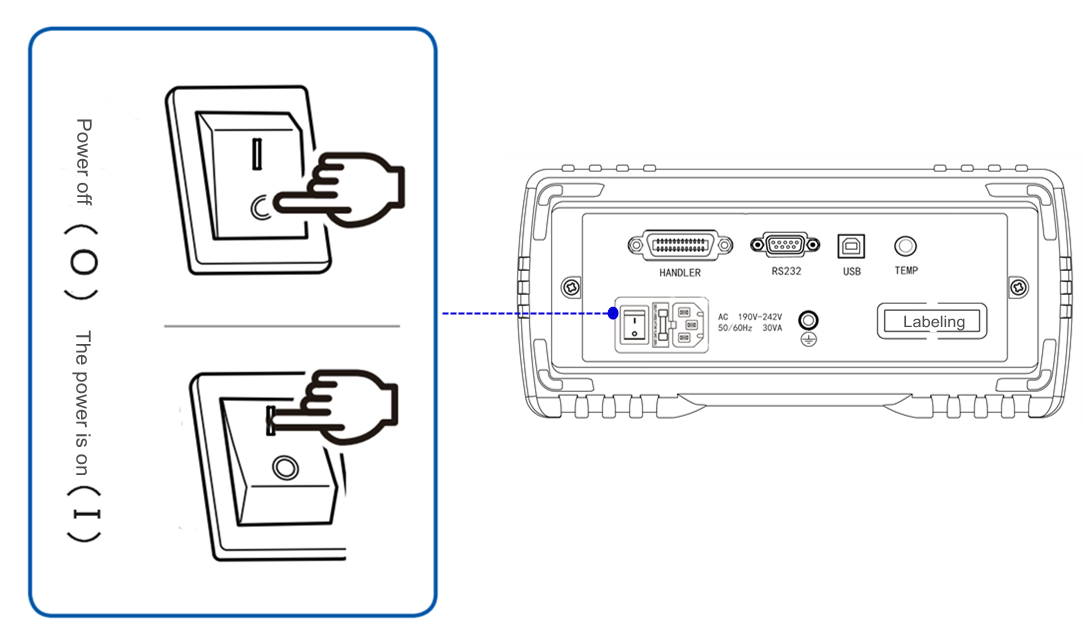 Power off (O)
The power is on (I)
HANDLER
RS232
USB
TEMP
AC 190V-242V
50/60Hz 30VA
Labeling